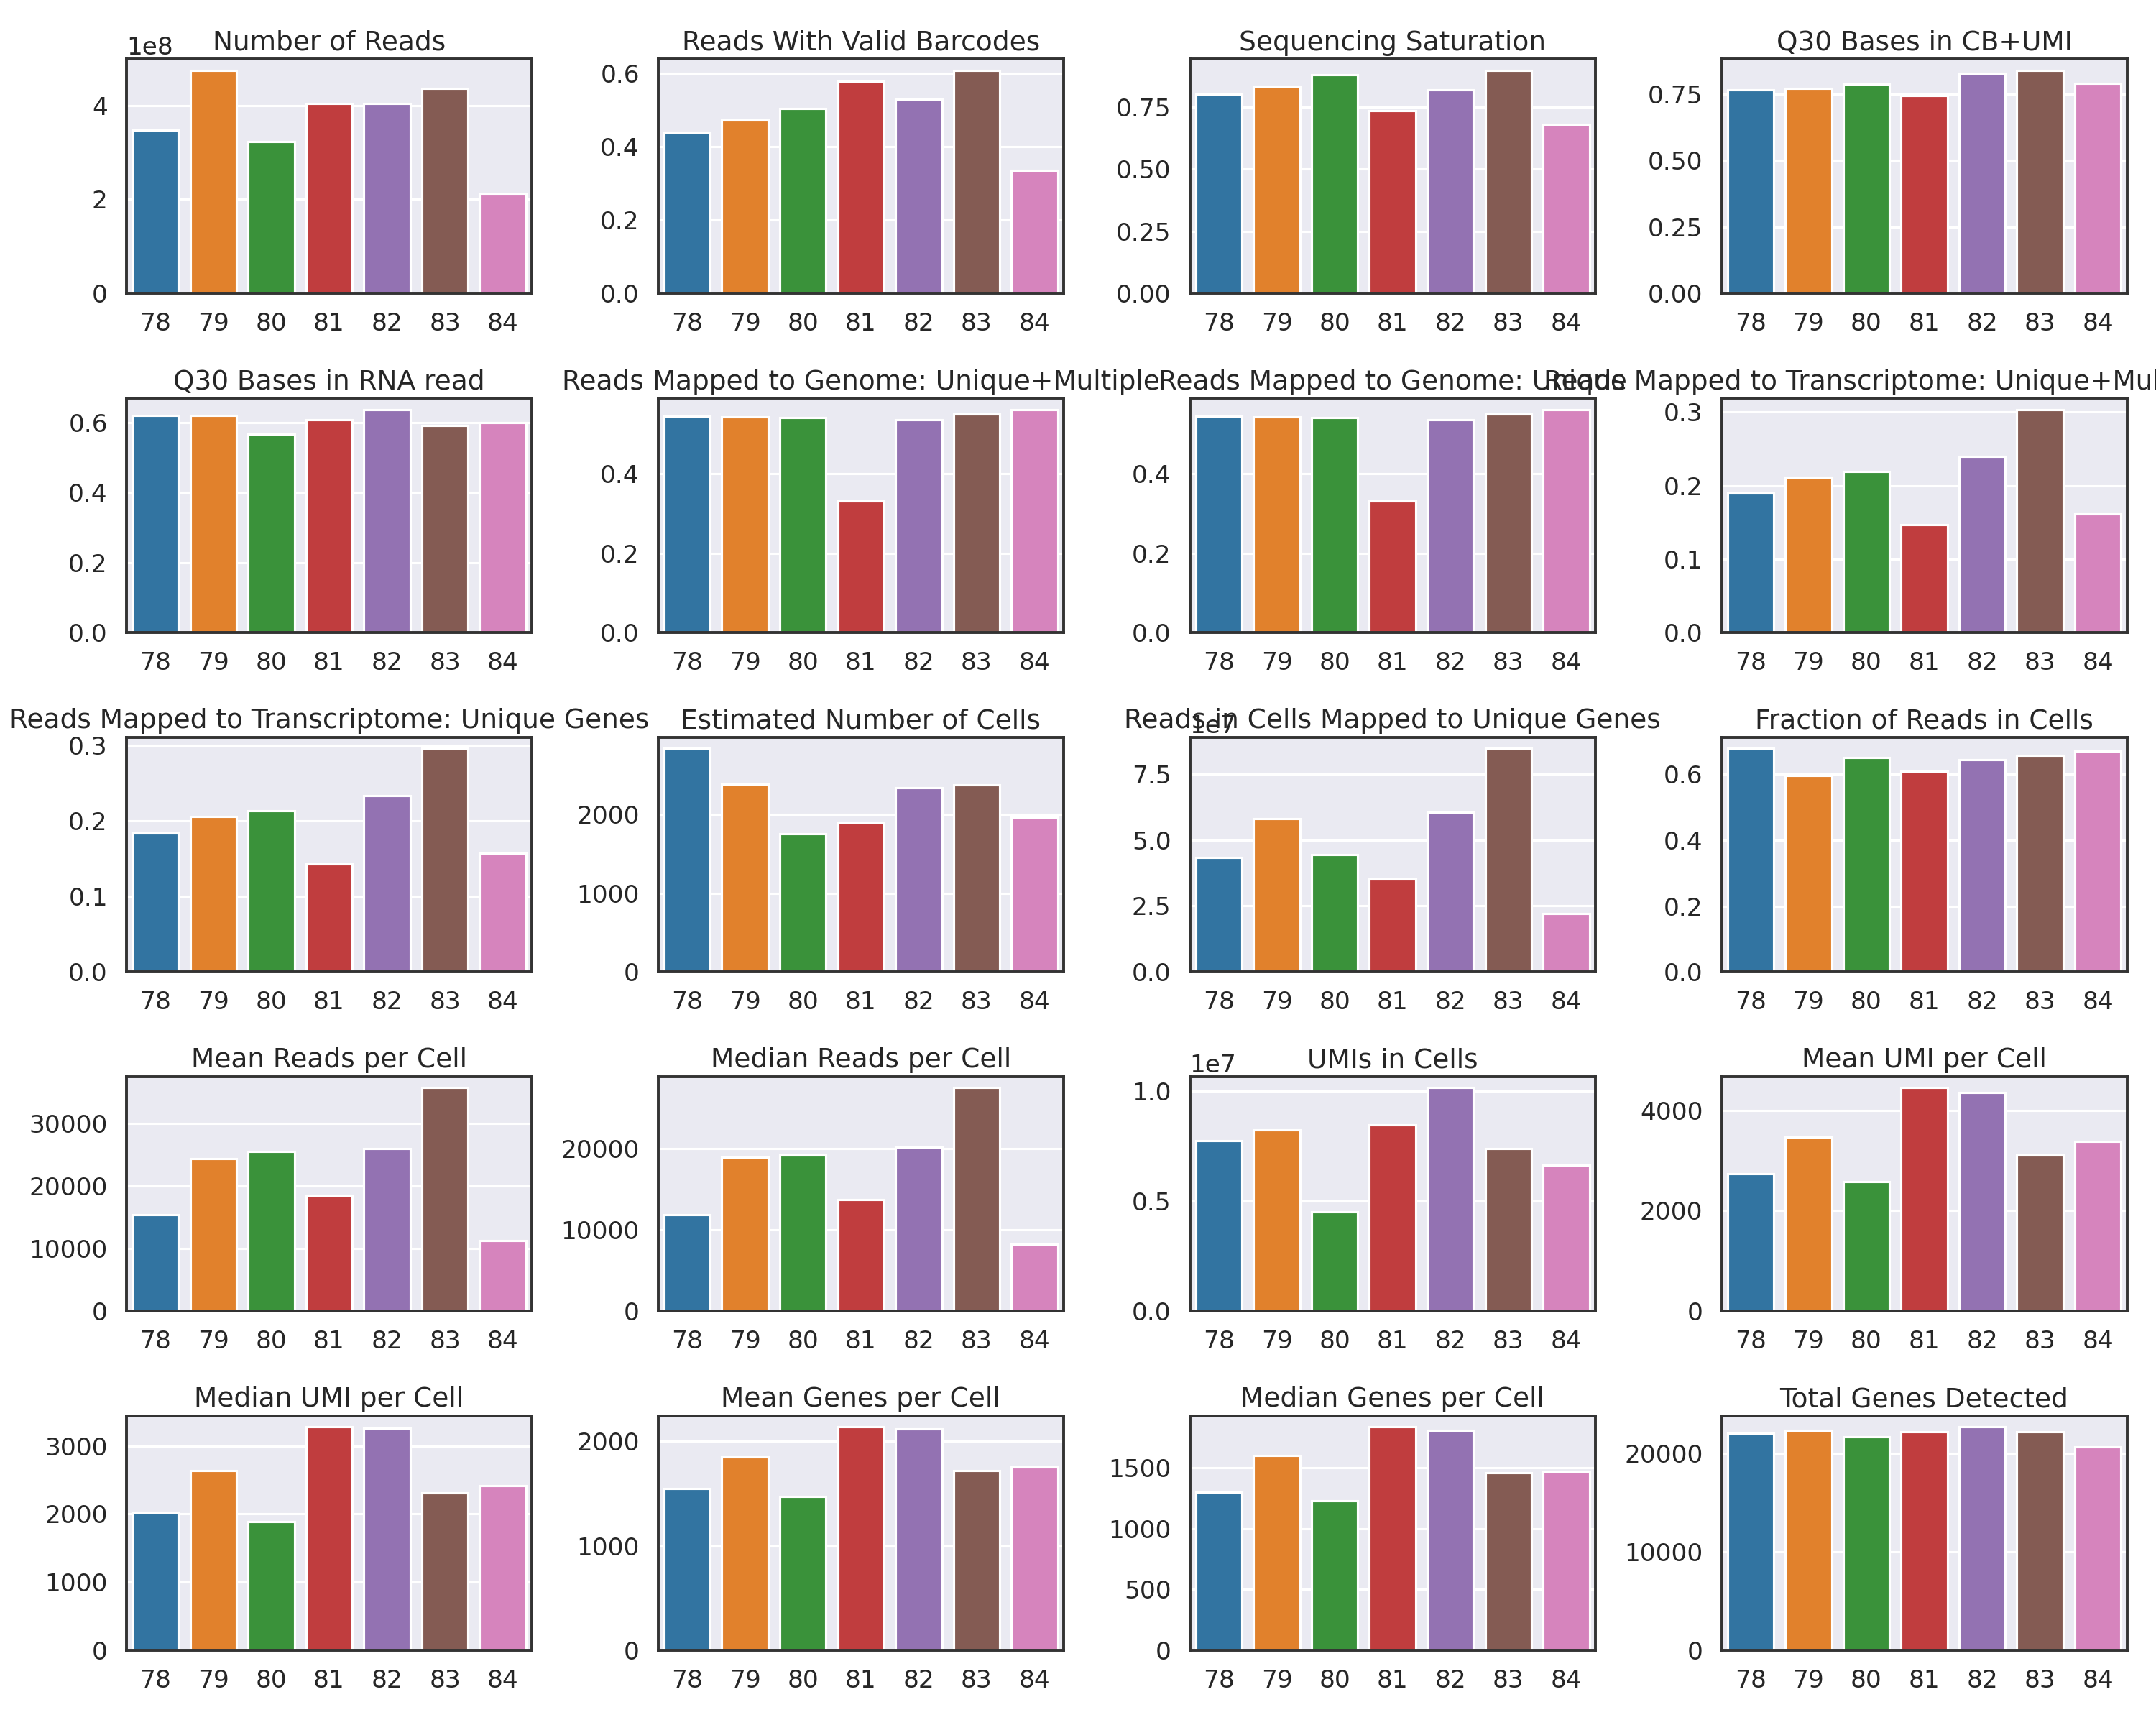 Number of Reads
1e8
4
2
0
78 79 80 81 82 83 84
Reads With Valid Barcodes
0.6
0.4
0.2
0.0
78 79 80 81 82 83 84
Sequencing Saturation
0.75
0.50
0.25
0.00
78 79 80 81 82 83 84
Q30 Bases in CB+UMI
0.75
0.50
0.25
0.00
78 79 80 81 82 83 84
Q30 Bases in RNA read
0.6
0.4
0.2
0.0
78 79 80 81 82 83 84
Reads Mapped to Genome: Unique+Multiple
0.4
0.2
0.0
78 79 80 81 82 83 84
Reads Mapped to Genome: Unique
0.4
0.2
0.0
78 79 80 81 82 83 84
Reads Mapped to Transcriptome: Unique+Mul
0.3
0.2
0.1
0.0
78 79 80 81 82 83 84
Reads Mapped to Transcriptome: Unique Genes
0.3
0.2
0.1
0.0
78 79 80 81 82 83 84
Estimated Number of Cells
2000
1000
0
78 79 80 81 82 83 84
Reads in Cells Mapped to Unique Genes
1e7
7.5
5.0
2.5
0.0
78 79 80 81 82 83 84
Fraction of Reads in Cells
0.6
0.4
0.2
0.0
78 79 80 81 82 83 84
Mean Reads per Cell
30000
20000
10000
0
78 79 80 81 82 83 84
Median Reads per Cell
20000
10000
0
78 79 80 81 82 83 84
UMIs in Cells
1e7
1.0
0.5
0.0
78 79 80 81 82 83 84
Mean UMI per Cell
4000
2000
0
78 79 80 81 82 83 84
Median UMI per Cell
3000
2000
1000
0
78 79 80 81 82 83 84
Mean Genes per Cell
2000
1000
0
78 79 80 81 82 83 84
Median Genes per Cell
1500
1000
500
0
78 79 80 81 82 83 84
Total Genes Detected
20000
10000
0
78 79 80 81 82 83 84